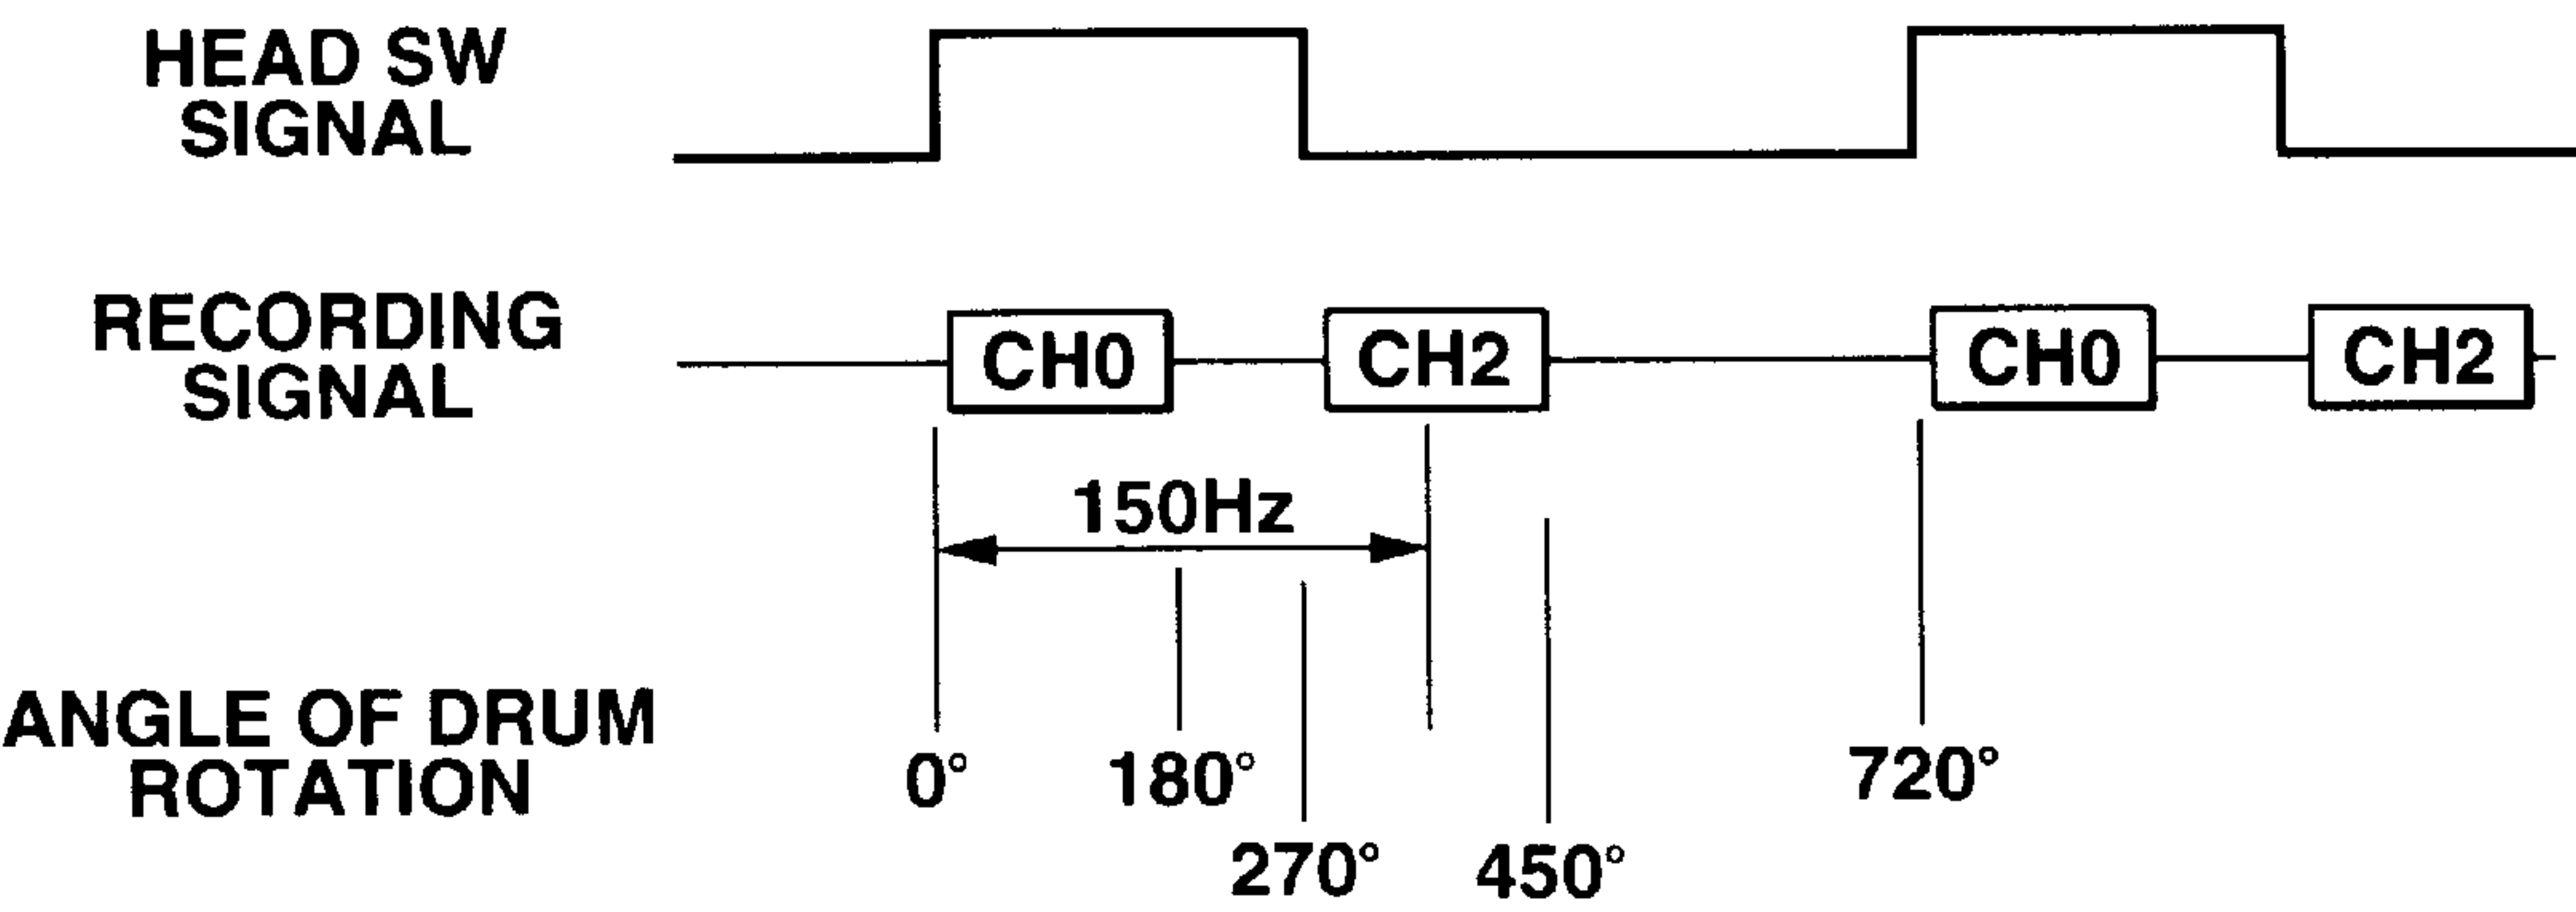 HEAD SW
SIGNAL
RECORDING
SIGNAL
CH0 CH2 CH0 CH2
150Hz
ANGLE OF DRUM
ROTATION
0° 180° 720°
270° 450°